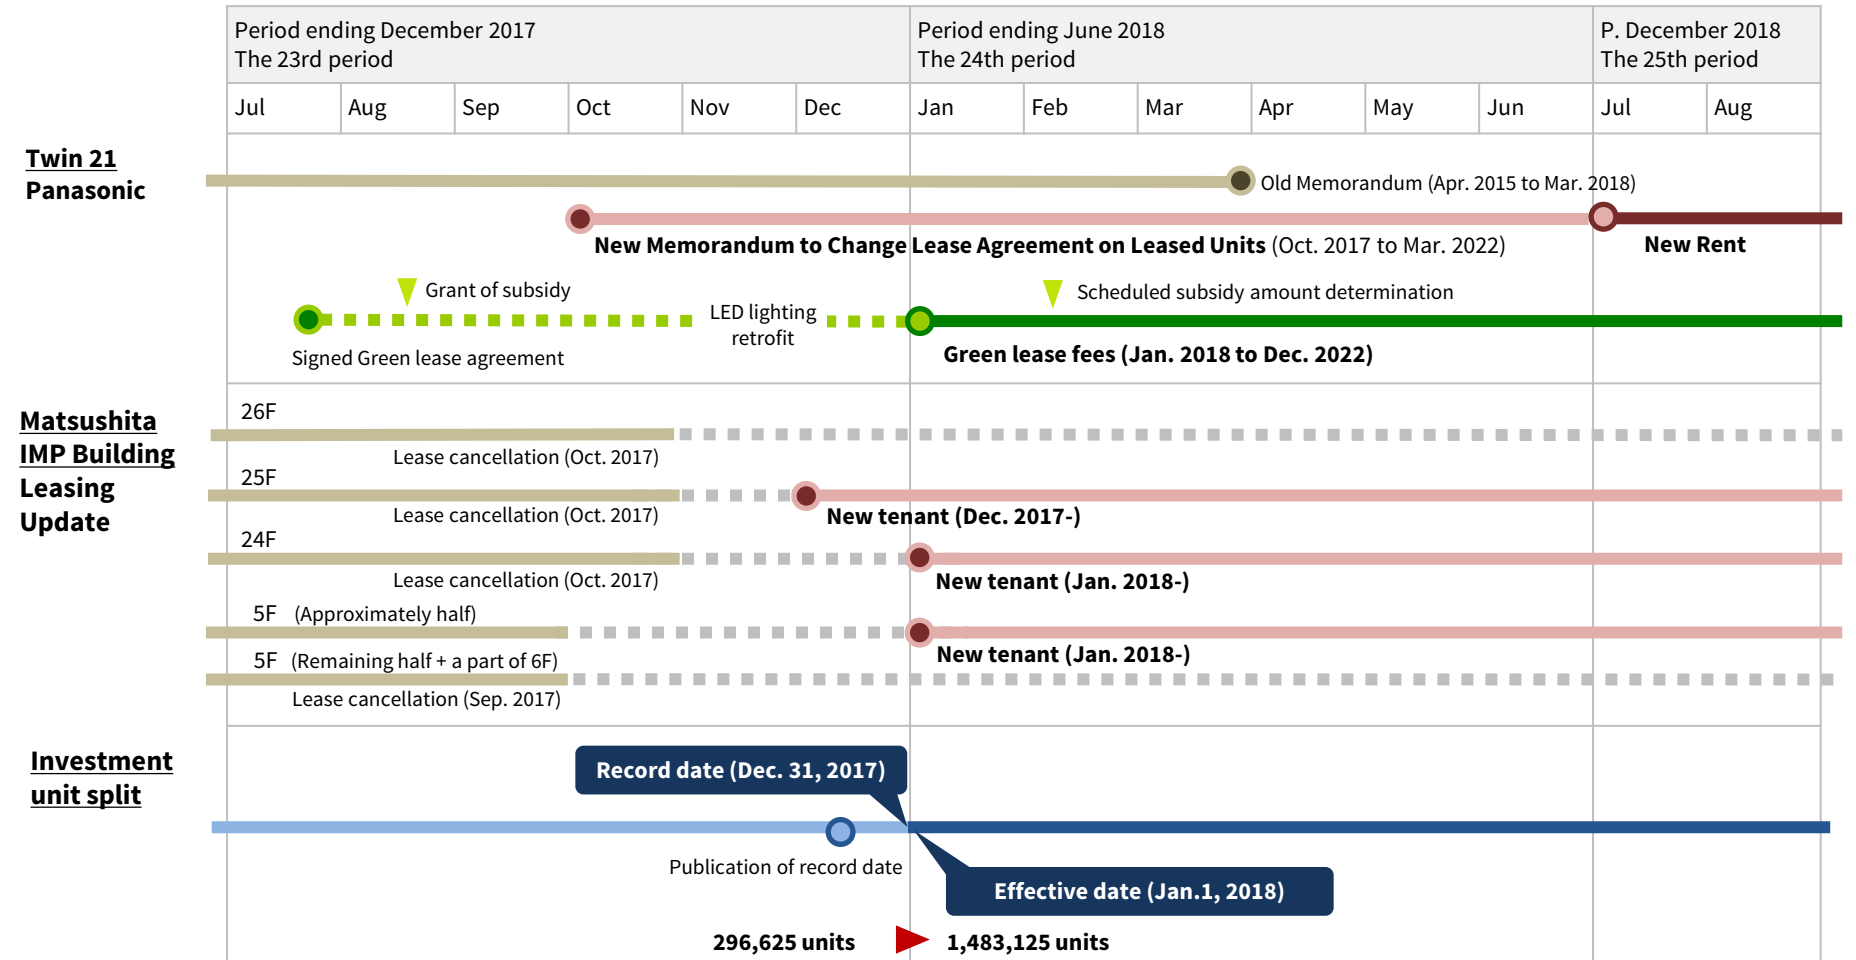 Period ending December 2017
The 23rd period
Period ending June 2018
The 24th period
P. December 2018
The 25th period
Jul
Aug
Sep
Oct
Nov
Dec
Jan
Feb
Mar
Apr
May
Jun
Jul
Aug
Twin 21
Panasonic
Old Memorandum (Apr. 2015 to Mar. 2018)
New Memorandum to Change Lease Agreement on Leased Units (Oct. 2017 to Mar. 2022)
New Rent
Grant of subsidy
LED lighting
retrofit
Scheduled subsidy amount determination
Signed Green lease agreement
Green lease fees (Jan. 2018 to Dec. 2022)
Matsushita
IMP Building
Leasing
Update
26F
Lease cancellation (Oct. 2017)
25F
Lease cancellation (Oct. 2017)
New tenant (Dec. 2017-)
24F
Lease cancellation (Oct. 2017)
New tenant (Jan. 2018-)
5F (Approximately half)
New tenant (Jan. 2018-)
5F (Remaining half + a part of 6F)
Lease cancellation (Sep. 2017)
Investment
unit split
Record date (Dec. 31, 2017)
Publication of record date
Effective date (Jan.1, 2018)
296,625 units
1,483,125 units